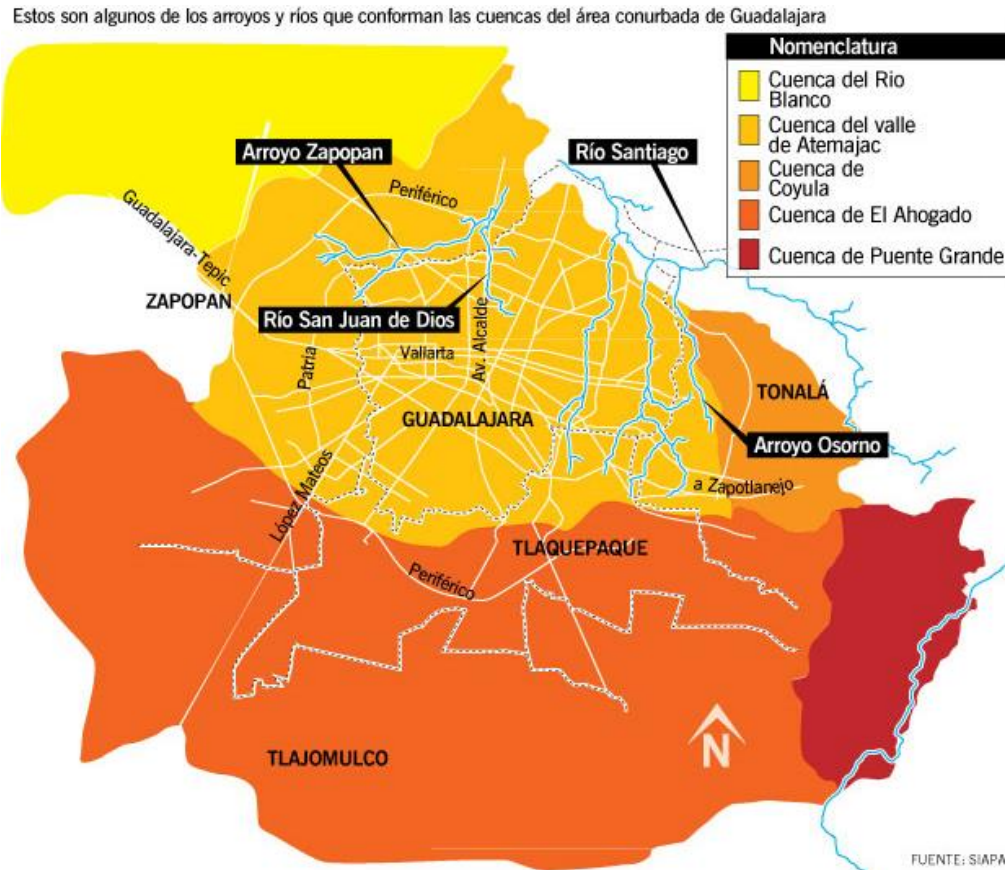 Estos son algunos de los arroyos y ríos que conforman las cuencas del área conurbada de Guadalajara
Nomenclatura
Cuenca del Rio
Blanco
Cuenca del valle
de Atemajac
Cuenca de
Coyula
Cuenca de El Ahogado
Cuenca de Puente Grande
Arroyo Zapopan
Río Santiago
Periférico
Guadalajara-Tepic
ZAPOPAN
Río San Juan de Dios
Patria
Vallarta
Av. Alcalde
GUADALAJARA
TONALÁ
Arroyo Osorno
López Mateos
a Zapotlanejo
TLAQUEPAQUE
Periférico
N
TLAJOMULCO
FUENTE: SIAPA